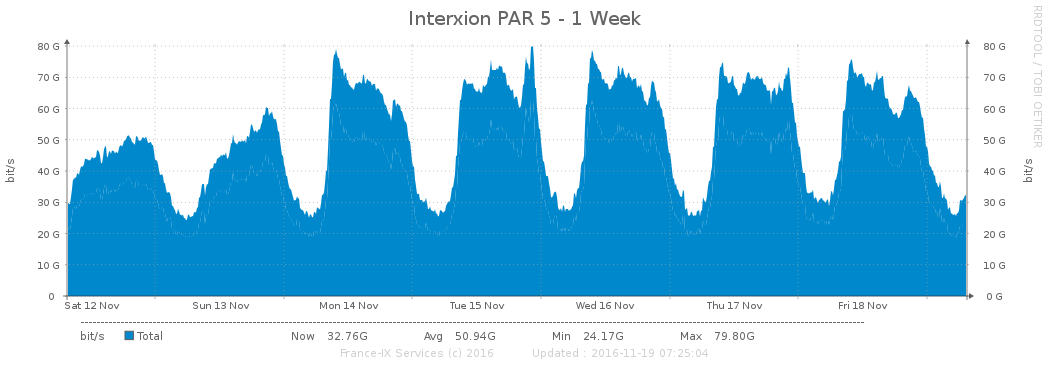 Interxion PAR 5 - 1 Week
RRDTOOL / TOBI OETIKER
80 G 80 G
70 G 70 G
60 G 60 G
50 G 50 G
40 G 40 G
30 G 30 G
20 G 20 G
10 G 10 G
0 0 G
bit/s bit/s
Sat 12 Nov Sun 13 Nov Mon 14 Nov Tue 15 Nov Wed 16 Nov Thu 17 Nov Fri 18 Nov
bit/s Total Now 32.76G Avg 50.94G Min 24.17G Max 79.80G
France-IX Services (c) 2016 Updated : 2016-11-19 07:25:04